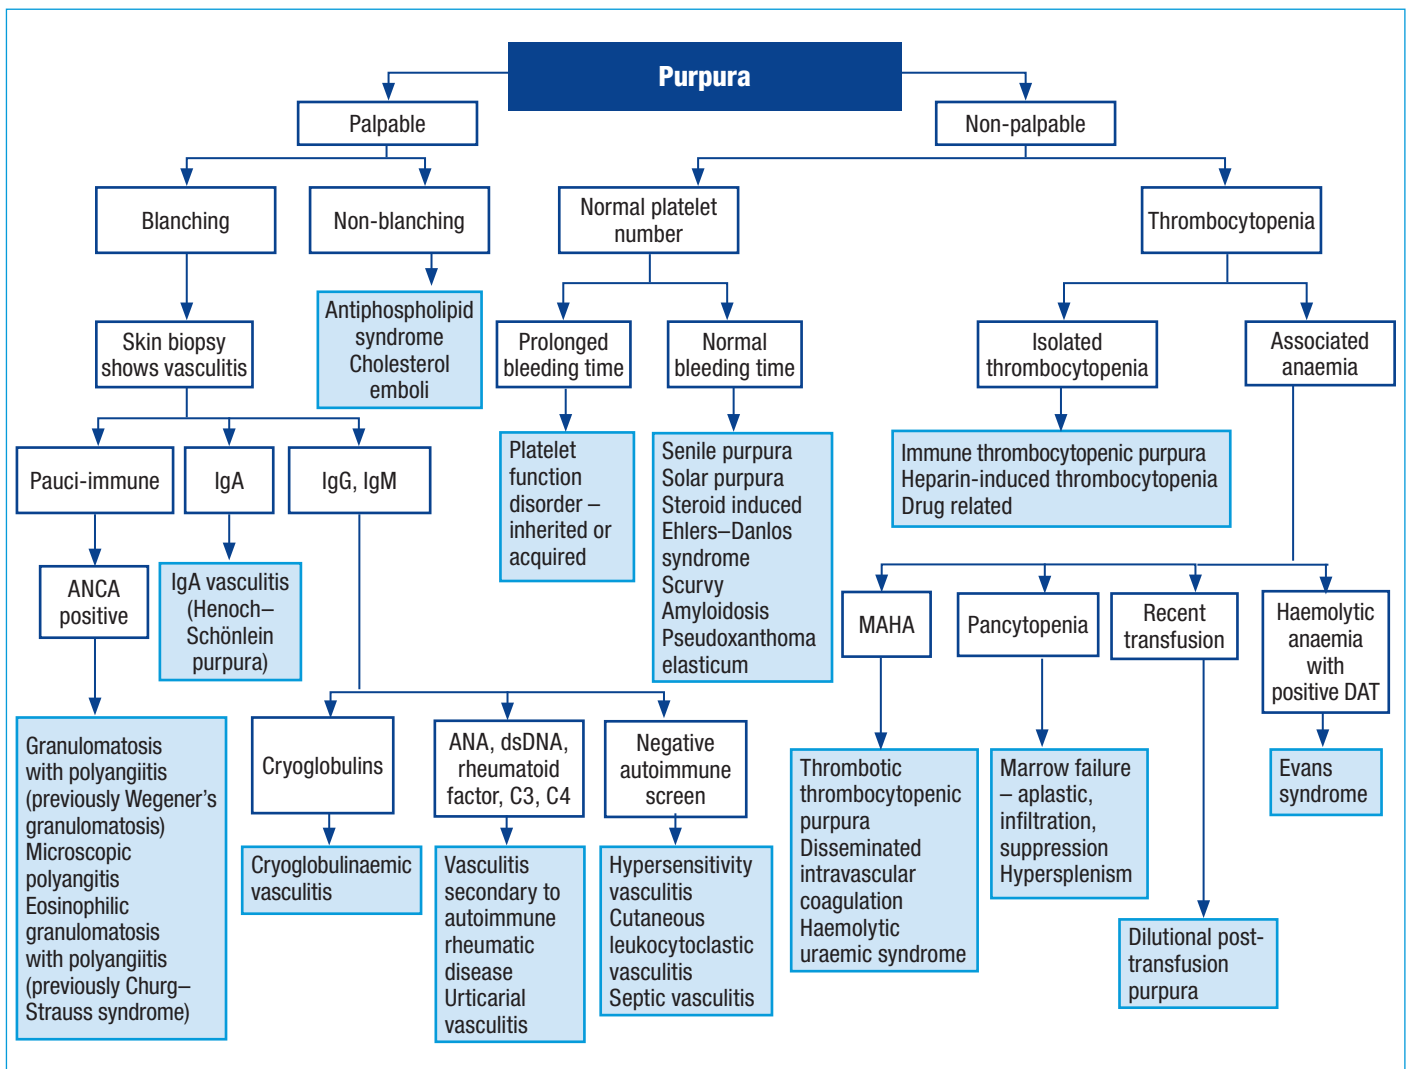 Purpura
Palpable
Non-palpable
Blanching
Non-blanching
Normal platelet
number
Thrombocytopenia
Skin biopsy
shows vasculitis
Antiphospholipid
syndrome
Cholesterol
emboli
Prolonged
bleeding time
Normal
bleeding time
Isolated
thrombocytopenia
Associated
anaemia
Pauci-immune
IgA
IgG, IgM
Platelet
function
disorder –
inherited or
acquired
Senile purpura
Solar purpura
Steroid induced
Ehlers–Danlos
syndrome
Scurvy
Amyloidosis
Pseudoxanthoma
elasticum
Immune thrombocytopenic purpura
Heparin-induced thrombocytopenia
Drug related
ANCA
positive
IgA vasculitis
(Henoch–
Schönlein
purpura)
MAHA
Pancytopenia
Recent
transfusion
Haemolytic
anaemia
with
positive DAT
Granulomatosis
with polyangiitis
(previously Wegener's
granulomatosis)
Microscopic
polyangitis
Eosinophilic
granulomatosis
with polyangiitis
(previously Churg–
Strauss syndrome)
Cryoglobulins
ANA, dsDNA,
rheumatoid
factor, C3, C4
Negative
autoimmune
screen
Cryoglobulinaemic
vasculitis
Vasculitis
secondary to
autoimmune
rheumatic
disease
Urticarial
vasculitis
Hypersensitivity
vasculitis
Cutaneous
leukocytoclastic
vasculitis
Septic vasculitis
Thrombotic
thrombocytopenic
purpura
Disseminated
intravascular
coagulation
Haemolytic
uraemic syndrome
Marrow failure
– aplastic,
infiltration,
suppression
Hypersplenism
Dilutional post-
transfusion
purpura
Evans
syndrome